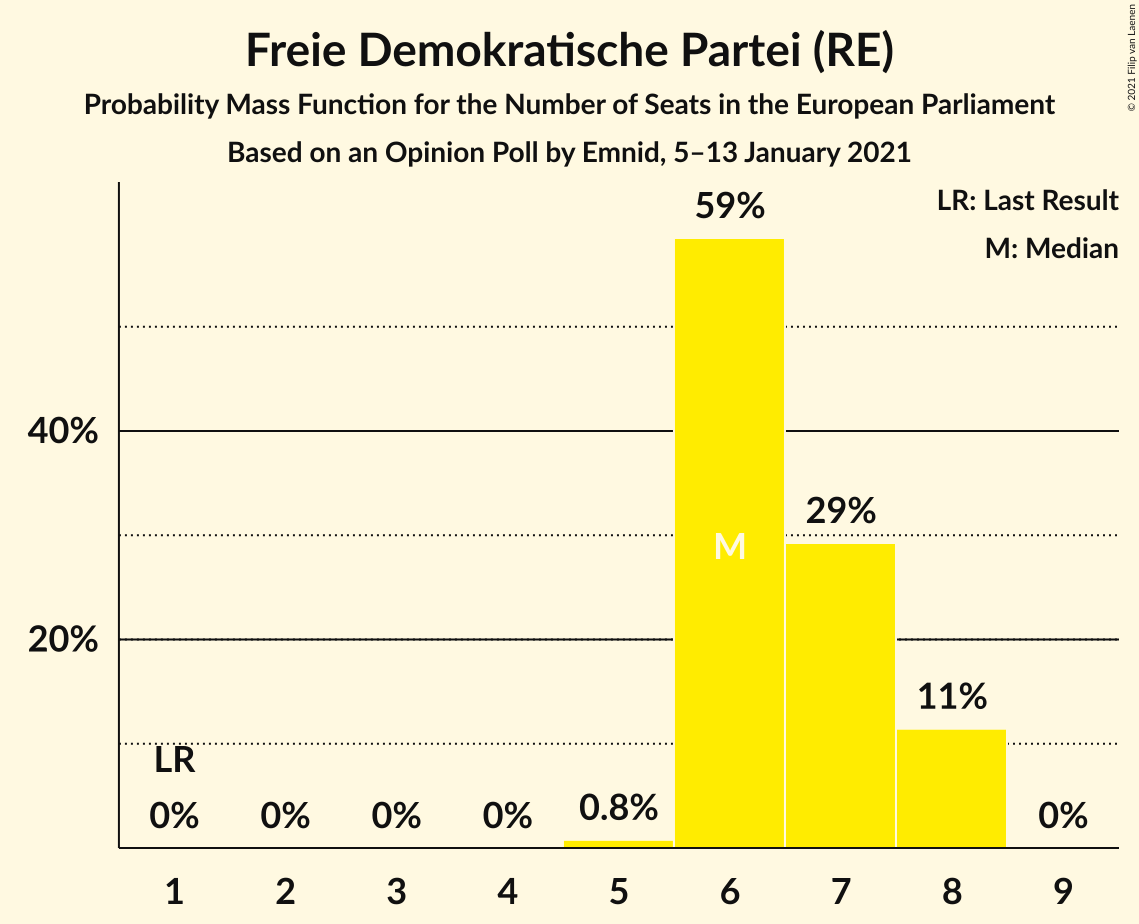 Freie Demokratische Partei (RE)
Probability Mass Function for the Number of Seats in the European Parliament
Based on an Opinion Poll by Emnid, 5–13 January 2021
© 2021 Filip van Laenen
LR: Last Result
M: Median
59%
40%
29%
M
20%
11%
LR
0%
0%
0%
0%
0.8%
0%
1 2 3 4 5 6 7 8 9